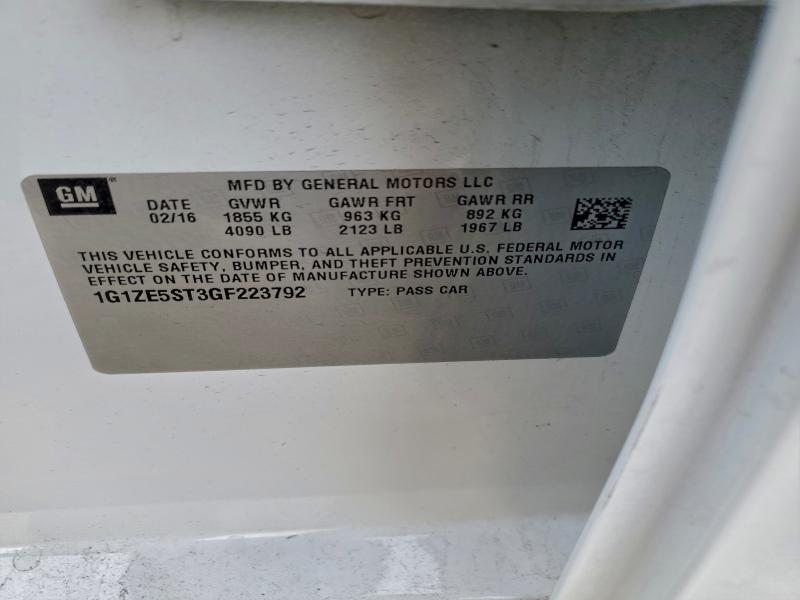 GM
MFD BY GENERAL MOTORS LLC
DATE GVWR GAWR FRT GAWR RR
02/16 1855 KG 963 KG 892 KG
4090 LB 2123 LB 1967 LB
THIS VEHICLE CONFORMS TO ALL APPLICABLE U.S. FEDERAL MOTOR
VEHICLE SAFETY, BUMPER, AND THEFT PREVENTION STANDARDS IN
EFFECT ON THE DATE OF MANUFACTURE SHOWN ABOVE.
1G1ZE5ST3GF223792 TYPE: PASS CAR